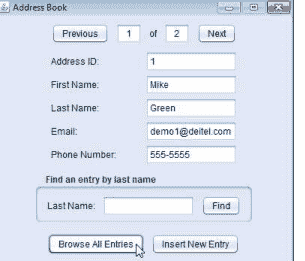 Address Book
Previous 1 of 2 Next
Address ID: 1
First Name: Mike
Last Name: Green
Email: demo1@deitel.com
Phone Number: 555-5555
Find an entry by last name
Last Name: Find
Browse All Entries Insert New Entry